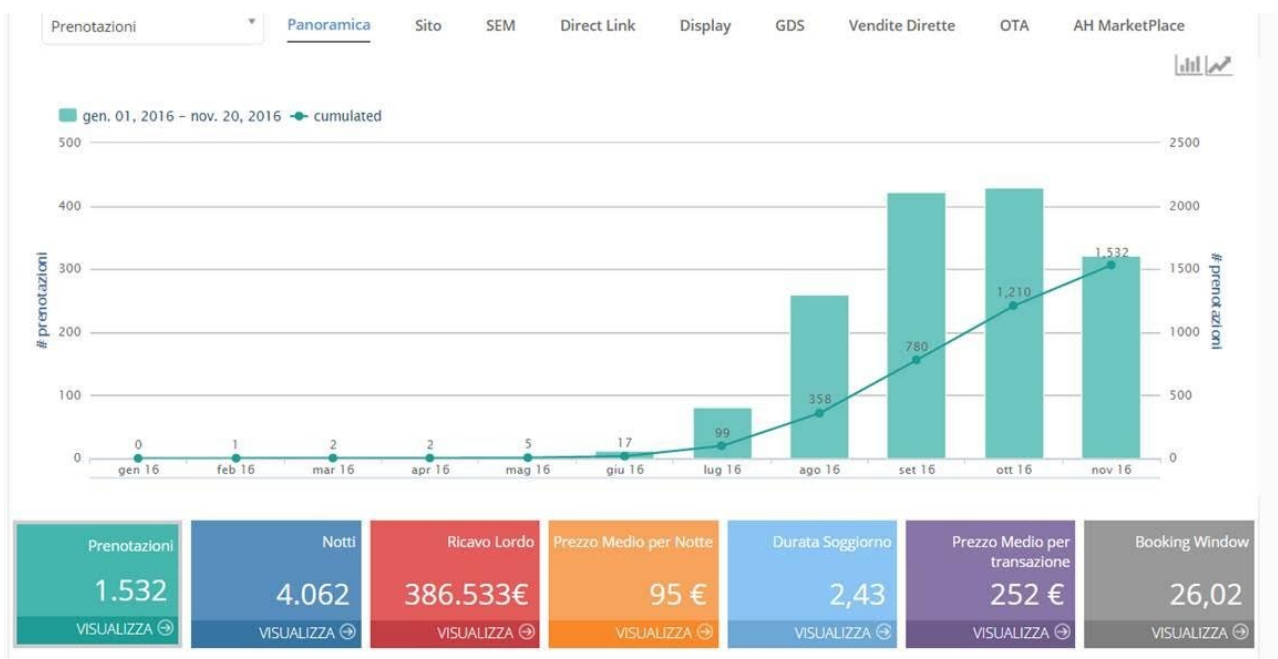 Prenotazioni Panoramica Sito SEM Direct Link Display GDS Vendite Dirette OTA AH MarketPlace
gen. 01, 2016 – nov. 20, 2016 cumulated
500 2500
400 2000
300 1500
200 1000
100 500
0 0
# prenotazioni
# prenotazioni
0 1 2 2 5 17 99 358 780 1,210 1,532
gen 16 feb 16 mar 16 apr 16 mag 16 giu 16 lug 16 ago 16 set 16 ott 16 nov 16
Prenotazioni
1.532
VISUALIZZA
Notti
4.062
VISUALIZZA
Ricavo Lordo
386.533€
VISUALIZZA
Prezzo Medio per Notte
95 €
VISUALIZZA
Durata Soggiorno
2,43
VISUALIZZA
Prezzo Medio per
transazione
252 €
VISUALIZZA
Booking Window
26,02
VISUALIZZA